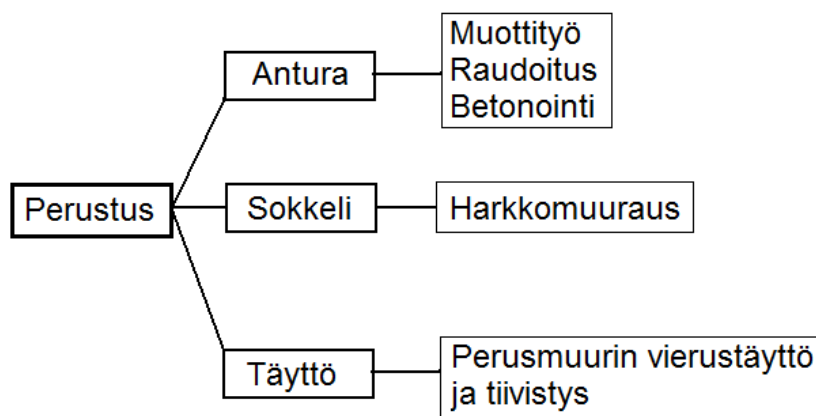 Perustus
Antura
Muottityö
Raudoitus
Betonointi
Sokkeli
Harkkomuuraus
Täyttö
Perusmuurin vierustäyttö
ja tiivistys